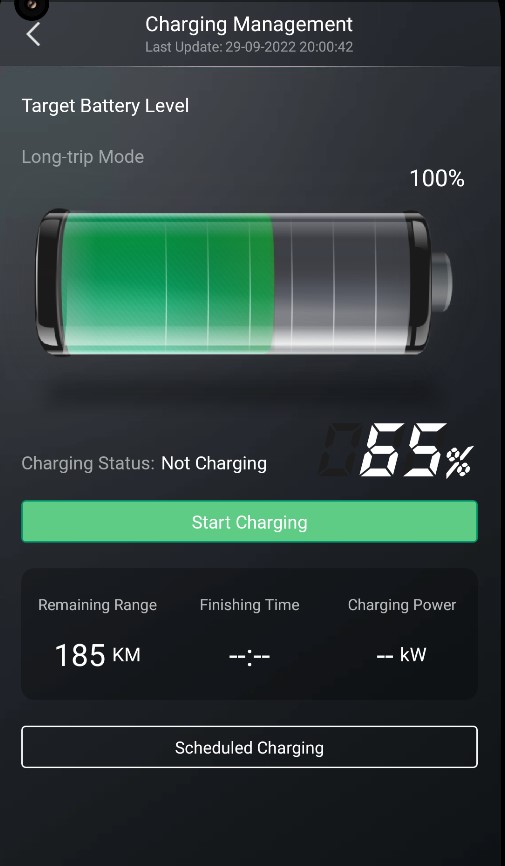 Charging Management
Last Update: 29-09-2022 20:00:42
Target Battery Level
Long-trip Mode
100%
Charging Status: Not Charging
65%
Start Charging
Remaining Range Finishing Time Charging Power
185 KM --:-- -- kW
Scheduled Charging